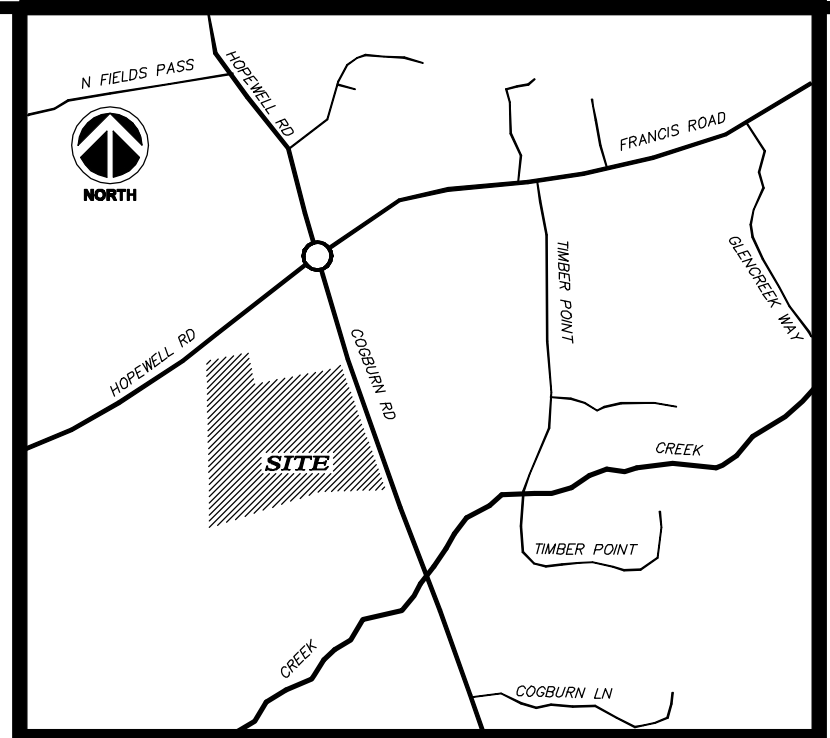 N FIELDS PASS
HOPEWELL RD
FRANCIS ROAD
NORTH
TIMBER POINT
GLENCREEK WAY
HOPEWELL RD
COGBURN RD
CREEK
SITE
TIMBER POINT
CREEK
COGBURN LN